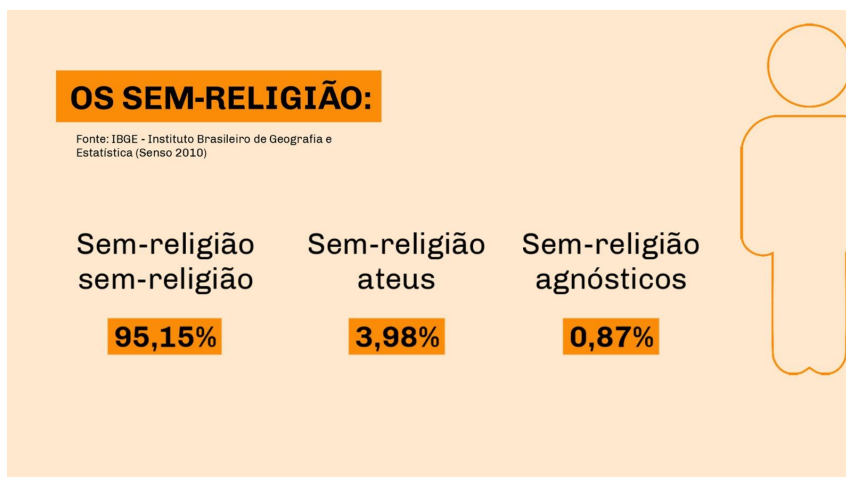 OS SEM-RELIGIÃO:
Fonte: IBGE - Instituto Brasileiro de Geografia e
Estatística (Senso 2010)
Sem-religião
sem-religião
95,15%
Sem-religião
ateus
3,98%
Sem-religião
agnósticos
0,87%